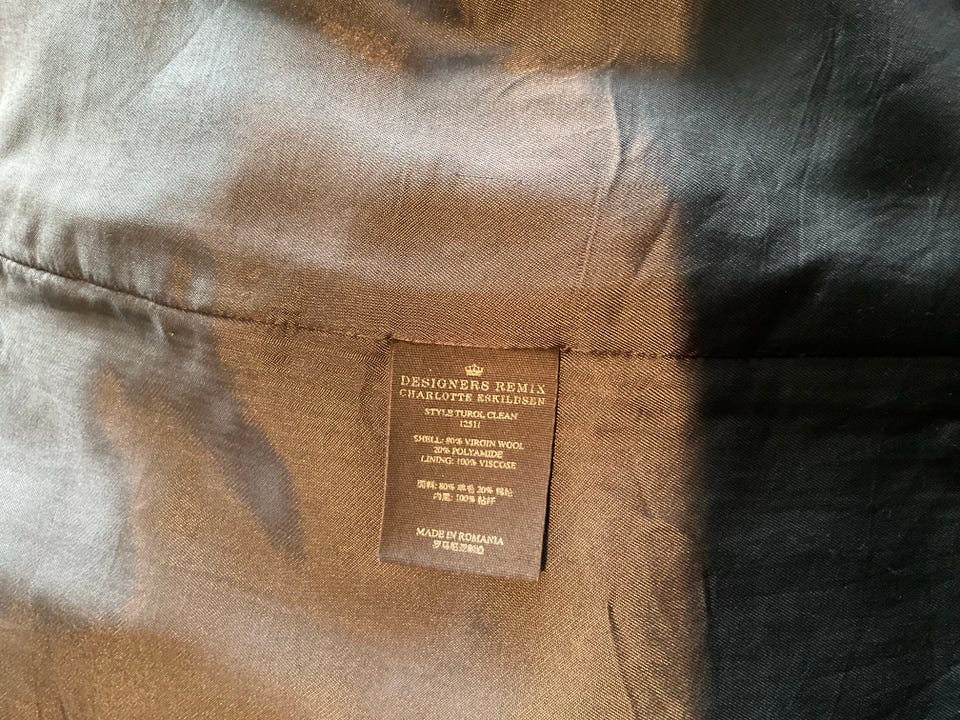 DESIGNERS REMIX
CHARLOTTE ESKILDSEN
STYLE TUROL CLEAN
12511
SHELL: 80% VIRGIN WOOL
20% POLYAMIDE
LINING: 100% VISCOSE
面料: 80% 羊毛 20% 锦纶
内里: 100% 粘纤
MADE IN ROMANIA
罗马尼亚制造